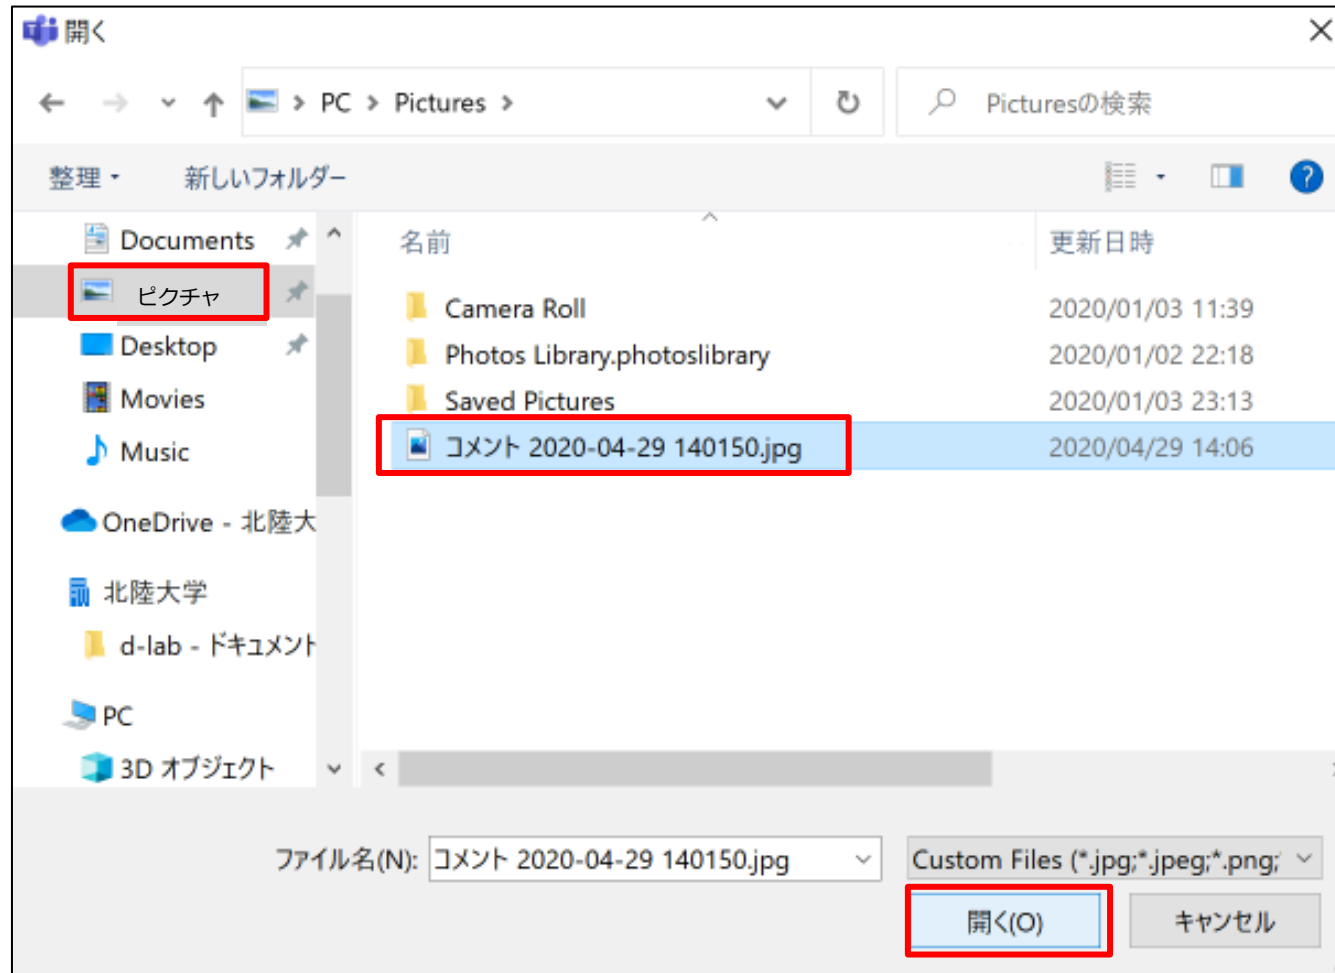 開く
PC > Pictures >
Picturesの検索
整理
新しいフォルダー
名前
更新日時
Documents
ピクチャ
Desktop
Movies
Music
OneDrive - 北陸大
北陸大学
d-lab - ドキュメント
PC
3D オブジェクト
Camera Roll 2020/01/03 11:39
Photos Library.photoslibrary 2020/01/02 22:18
Saved Pictures 2020/01/03 23:13
コメント 2020-04-29 140150.jpg 2020/04/29 14:06
ファイル名(N): コメント 2020-04-29 140150.jpg
Custom Files (*.jpg;*.jpeg;*.png;
開く(O)
キャンセル